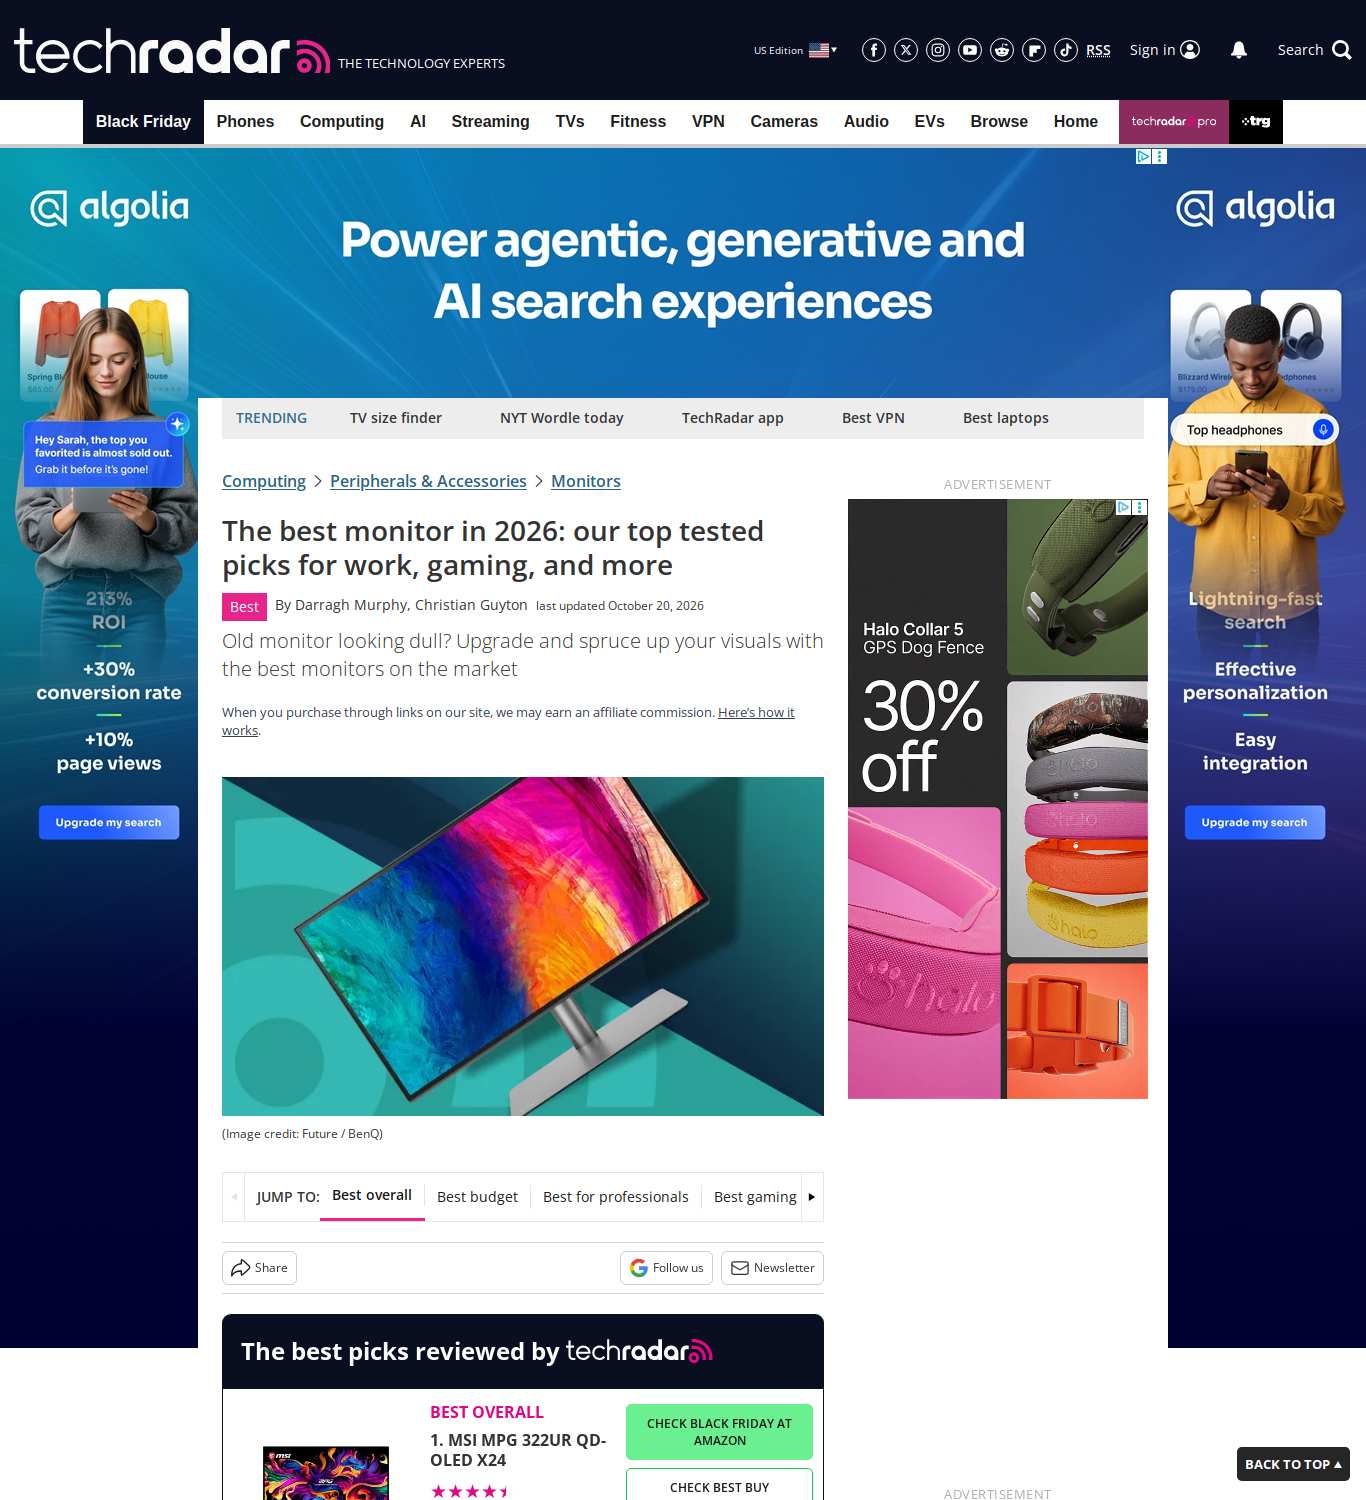 techradar THE TECHNOLOGY EXPERTS
US Edition
RSS
Sign in
Search
Black Friday
Phones
Computing
AI
Streaming
TVs
Fitness
VPN
Cameras
Audio
EVs
Browse
Home
techradar pro
trg
algolia
Power agentic, generative and
AI search experiences
algolia
$65.00
Hey Sarah, the top you
favorited is almost sold out.
Grab it before it's gone!
213%
ROI
+30%
conversion rate
+10%
page views
Upgrade my search
$175.00
Top headphones
Lightning-fast
search
Effective
personalization
Easy
integration
Upgrade my search
TRENDING
TV size finder
NYT Wordle today
TechRadar app
Best VPN
Best laptops
Computing
Peripherals & Accessories
Monitors
The best monitor in 2026: our top tested
picks for work, gaming, and more
Best
By Darragh Murphy, Christian Guyton last updated October 20, 2026
Old monitor looking dull? Upgrade and spruce up your visuals with
the best monitors on the market
When you purchase through links on our site, we may earn an affiliate commission. Here's how it
works.
(Image credit: Future / BenQ)
JUMP TO:
Best overall
Best budget
Best for professionals
Best gaming
Share
Follow us
Newsletter
The best picks reviewed by techradar
BEST OVERALL
1. MSI MPG 322UR QD-
OLED X24
CHECK BLACK FRIDAY AT
AMAZON
CHECK BEST BUY
msi
ADVERTISEMENT
Halo Collar 5
GPS Dog Fence
30%
off
halo
halo
halo
ADVERTISEMENT
BACK TO TOP